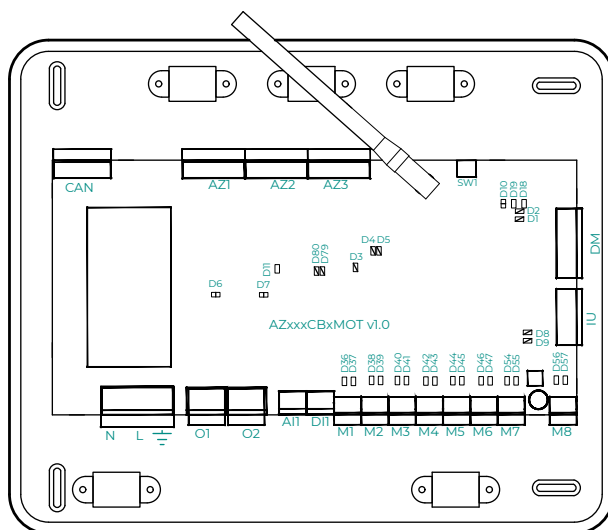 CAN
AZ1
AZ2
AZ3
SW1
D10
D19
D18
D2
D1
DM
D4
D5
D80
D79
D3
D11
D6
D7
IU
AZxxxCBxMOT v1.0
D8
D9
D36
D37
D38
D39
D40
D41
D42
D43
D44
D45
D46
D47
D54
D55
D56
D57
N
L
O1
O2
AI1
DI1
M1
M2
M3
M4
M5
M6
M7
M8